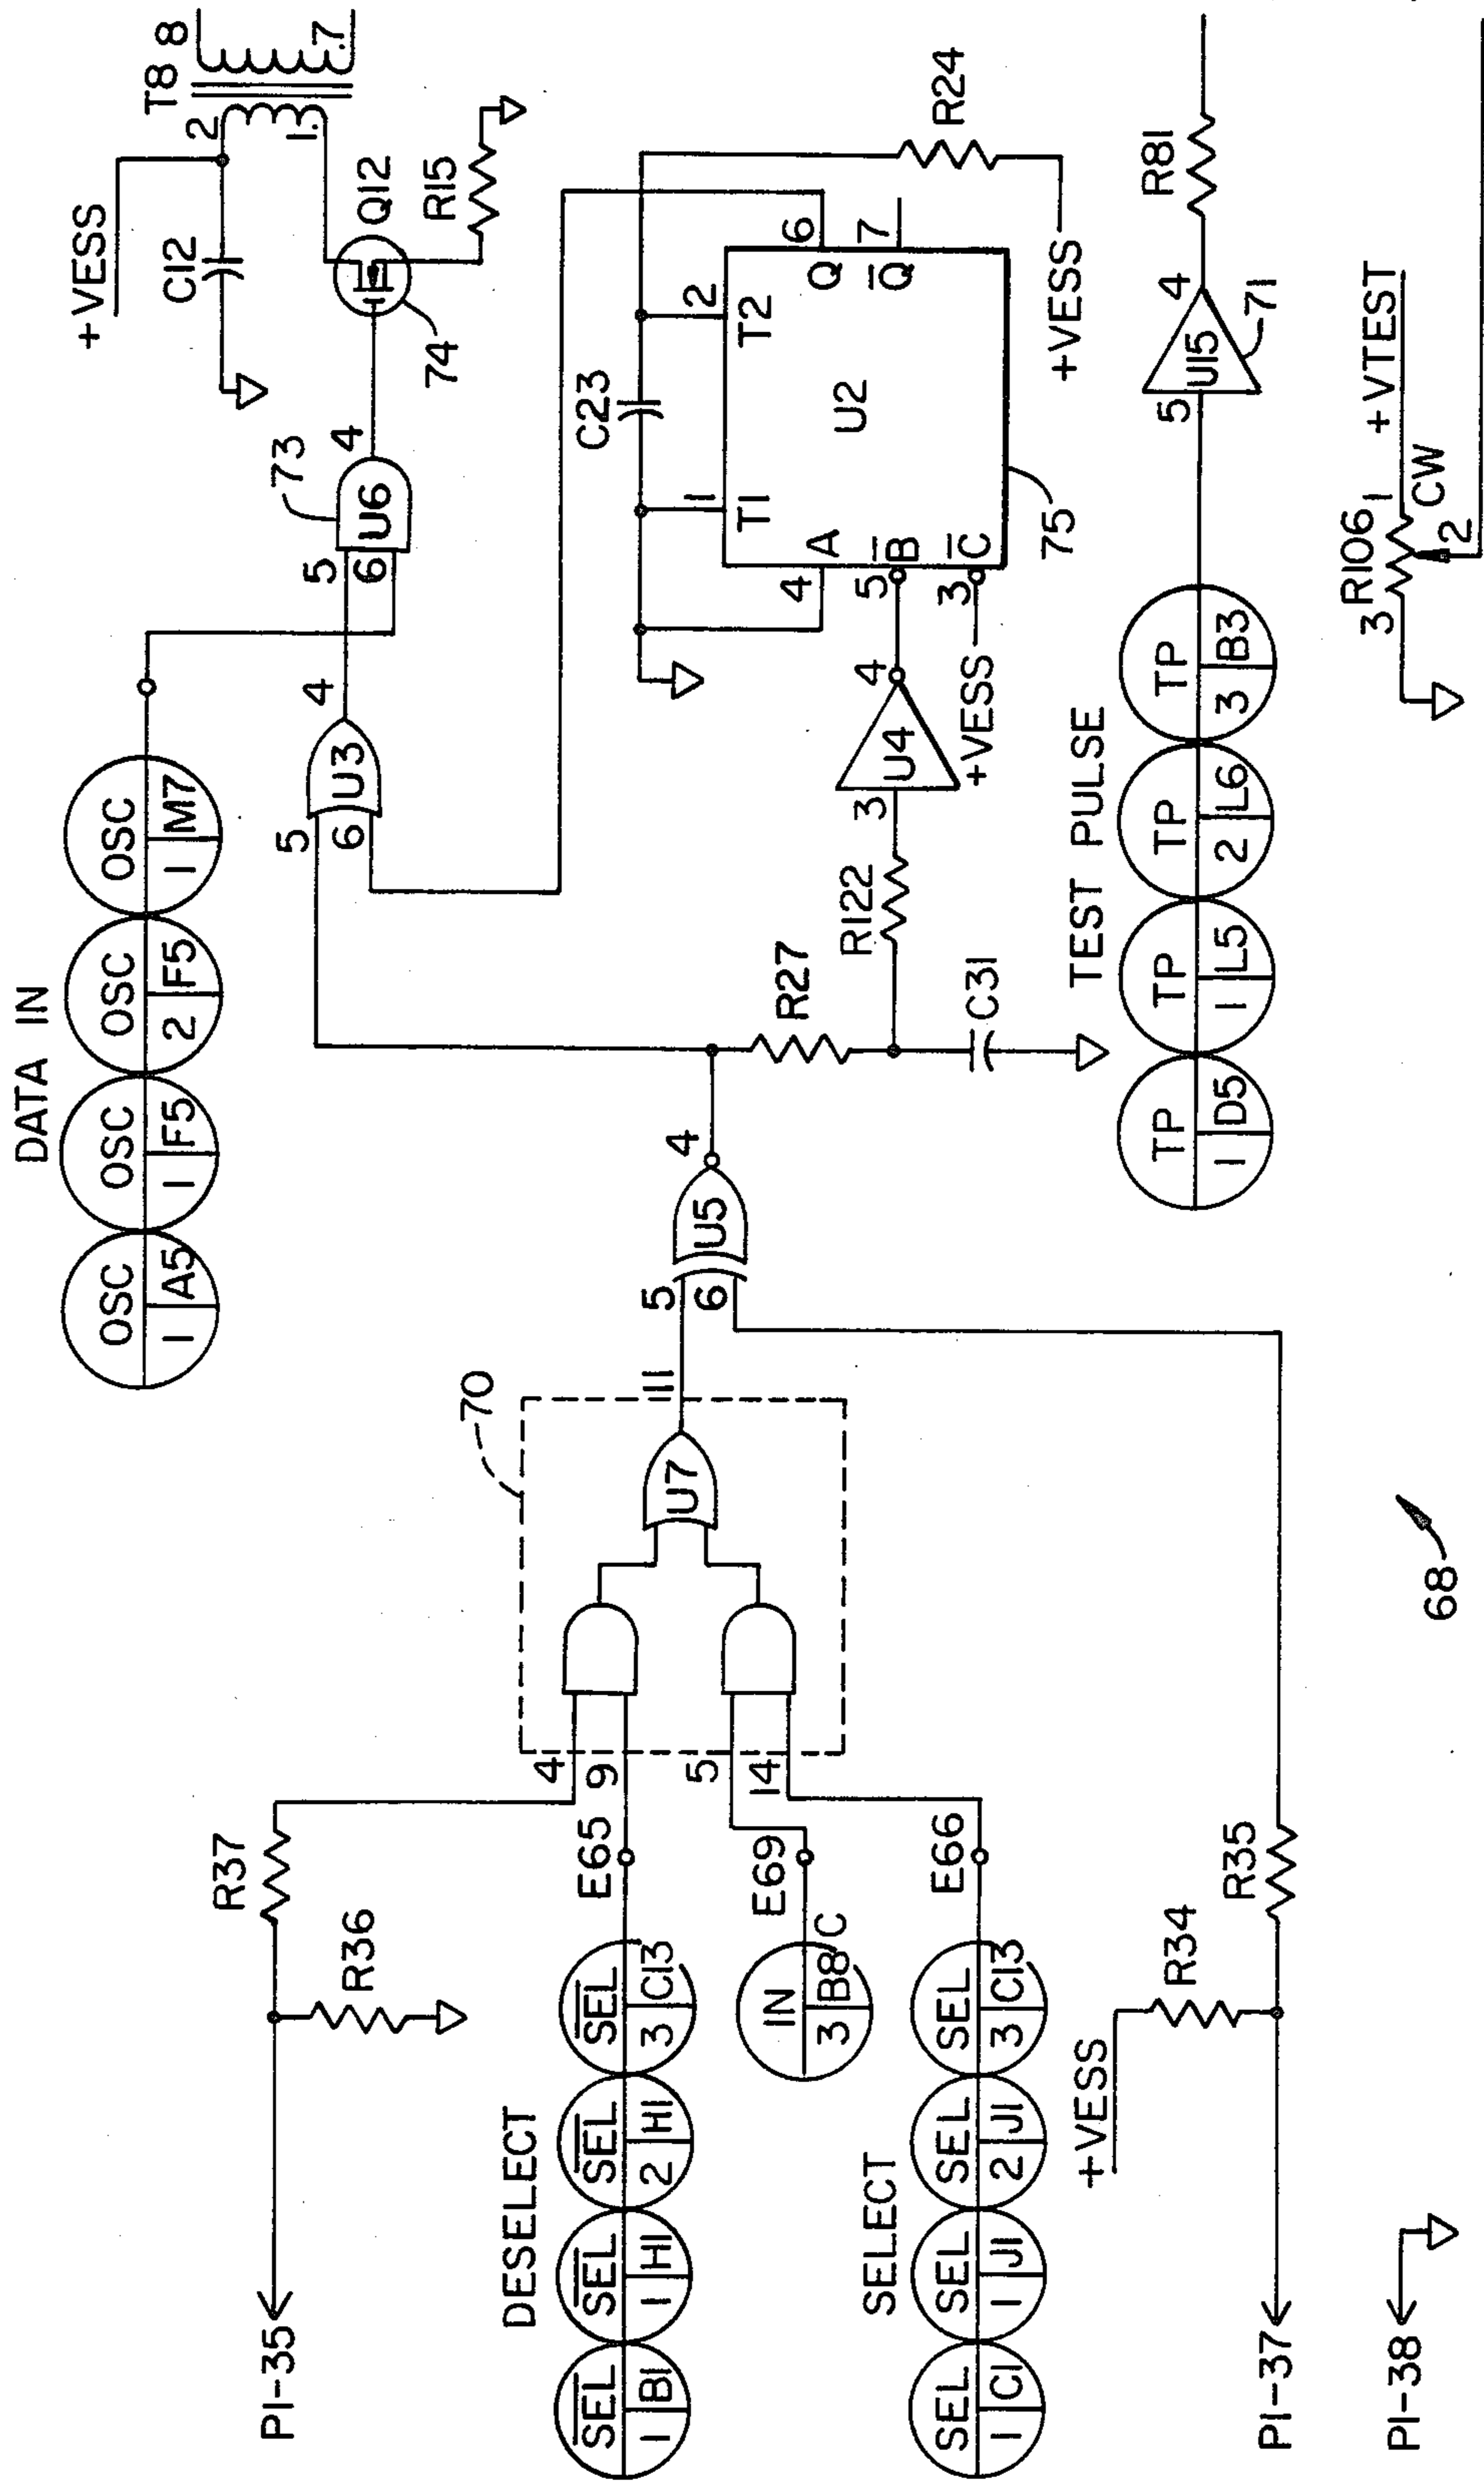 DATA IN
OSC
1 A5
OSC
1 F5
OSC
2 F5
OSC
1 M7
+VESS
C12
T8
2
8
1
7
Q12
R15
74
73
5
6
U6
4
5
6
U3
4
C23
1
2
T1
T2
4
A
5
B̅
3
C̅
U2
Q
6
Q̅
7
75
R24
+VESS
+VESS
3
U4
4
R122
R27
C31
5
6
U5
4
70
U7
11
4
9
5
14
P1-35
R37
R36
DESELECT
S̅E̅L̅
1 B1
S̅E̅L̅
1 H1
S̅E̅L̅
2 H1
S̅E̅L̅
3 C13
E65
IN
3 B8
C
E69
SELECT
SEL
1 C1
SEL
1 J1
SEL
2 J1
SEL
3 C13
E66
+VESS
R34
R35
P1-37
P1-38
68
TEST PULSE
TP
1 D5
TP
1 L5
TP
2 L6
TP
3 B3
5
U15
4
71
R81
3
R106
1
+VTEST
CW
2